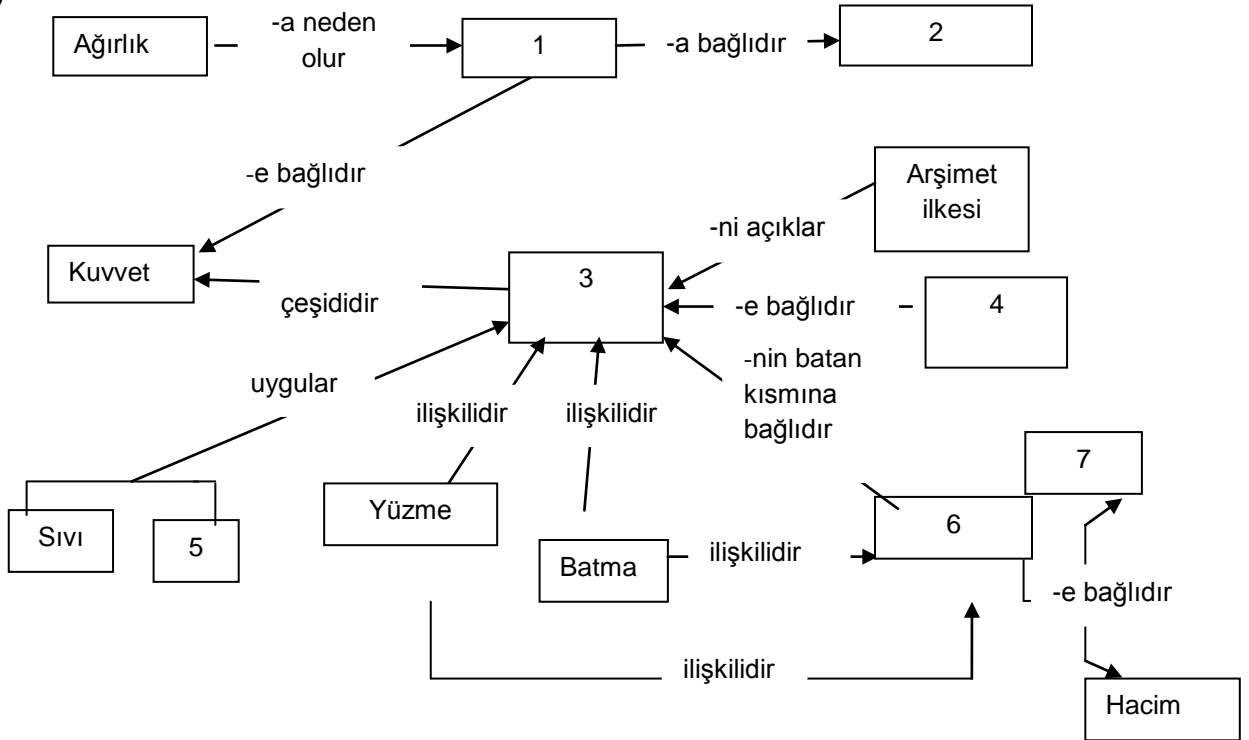 Ağırlık
-a neden
olur
1
-a bağlıdır
2
-e bağlıdır
Arşimet
ilkesi
-ni açıklar
Kuvvet
çeşididir
3
-e bağlıdır
4
-nin batan
kısmına
bağlıdır
uygular
ilişkilidir
ilişkilidir
7
Sıvı
5
Yüzme
Batma
ilişkilidir
6
-e bağlıdır
ilişkilidir
Hacim